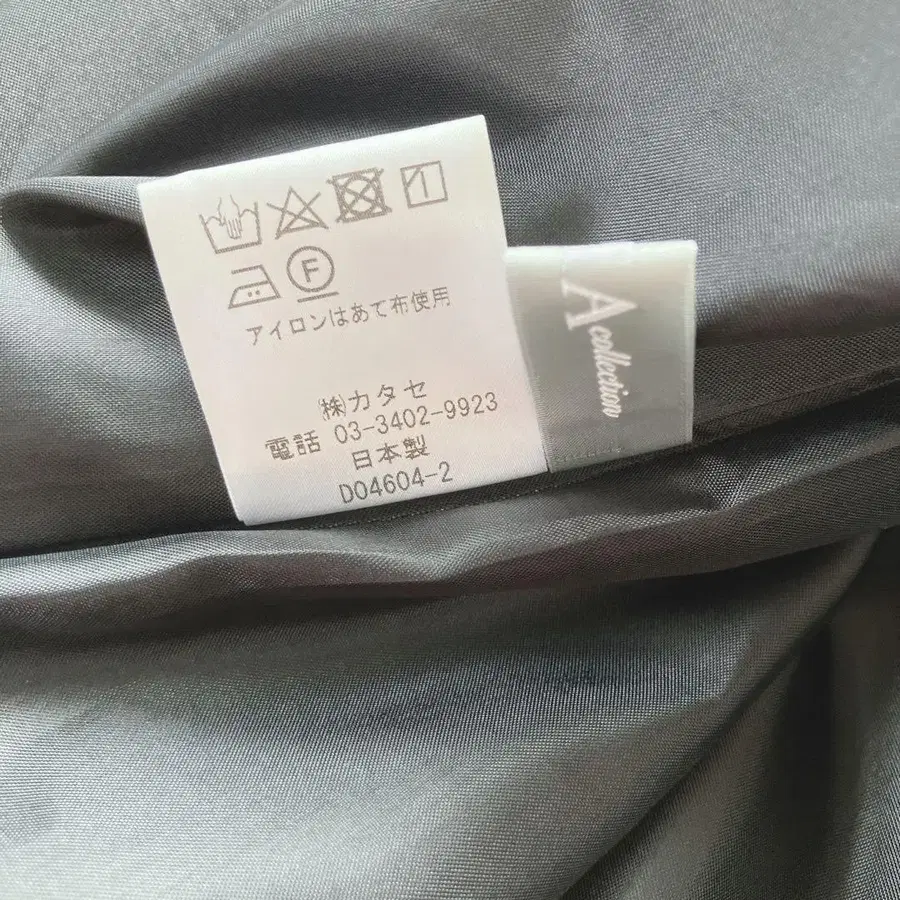 F
アイロンはあて布使用
㈱カタセ
電話 03-3402-9923
日本製
D04604-2
A collection